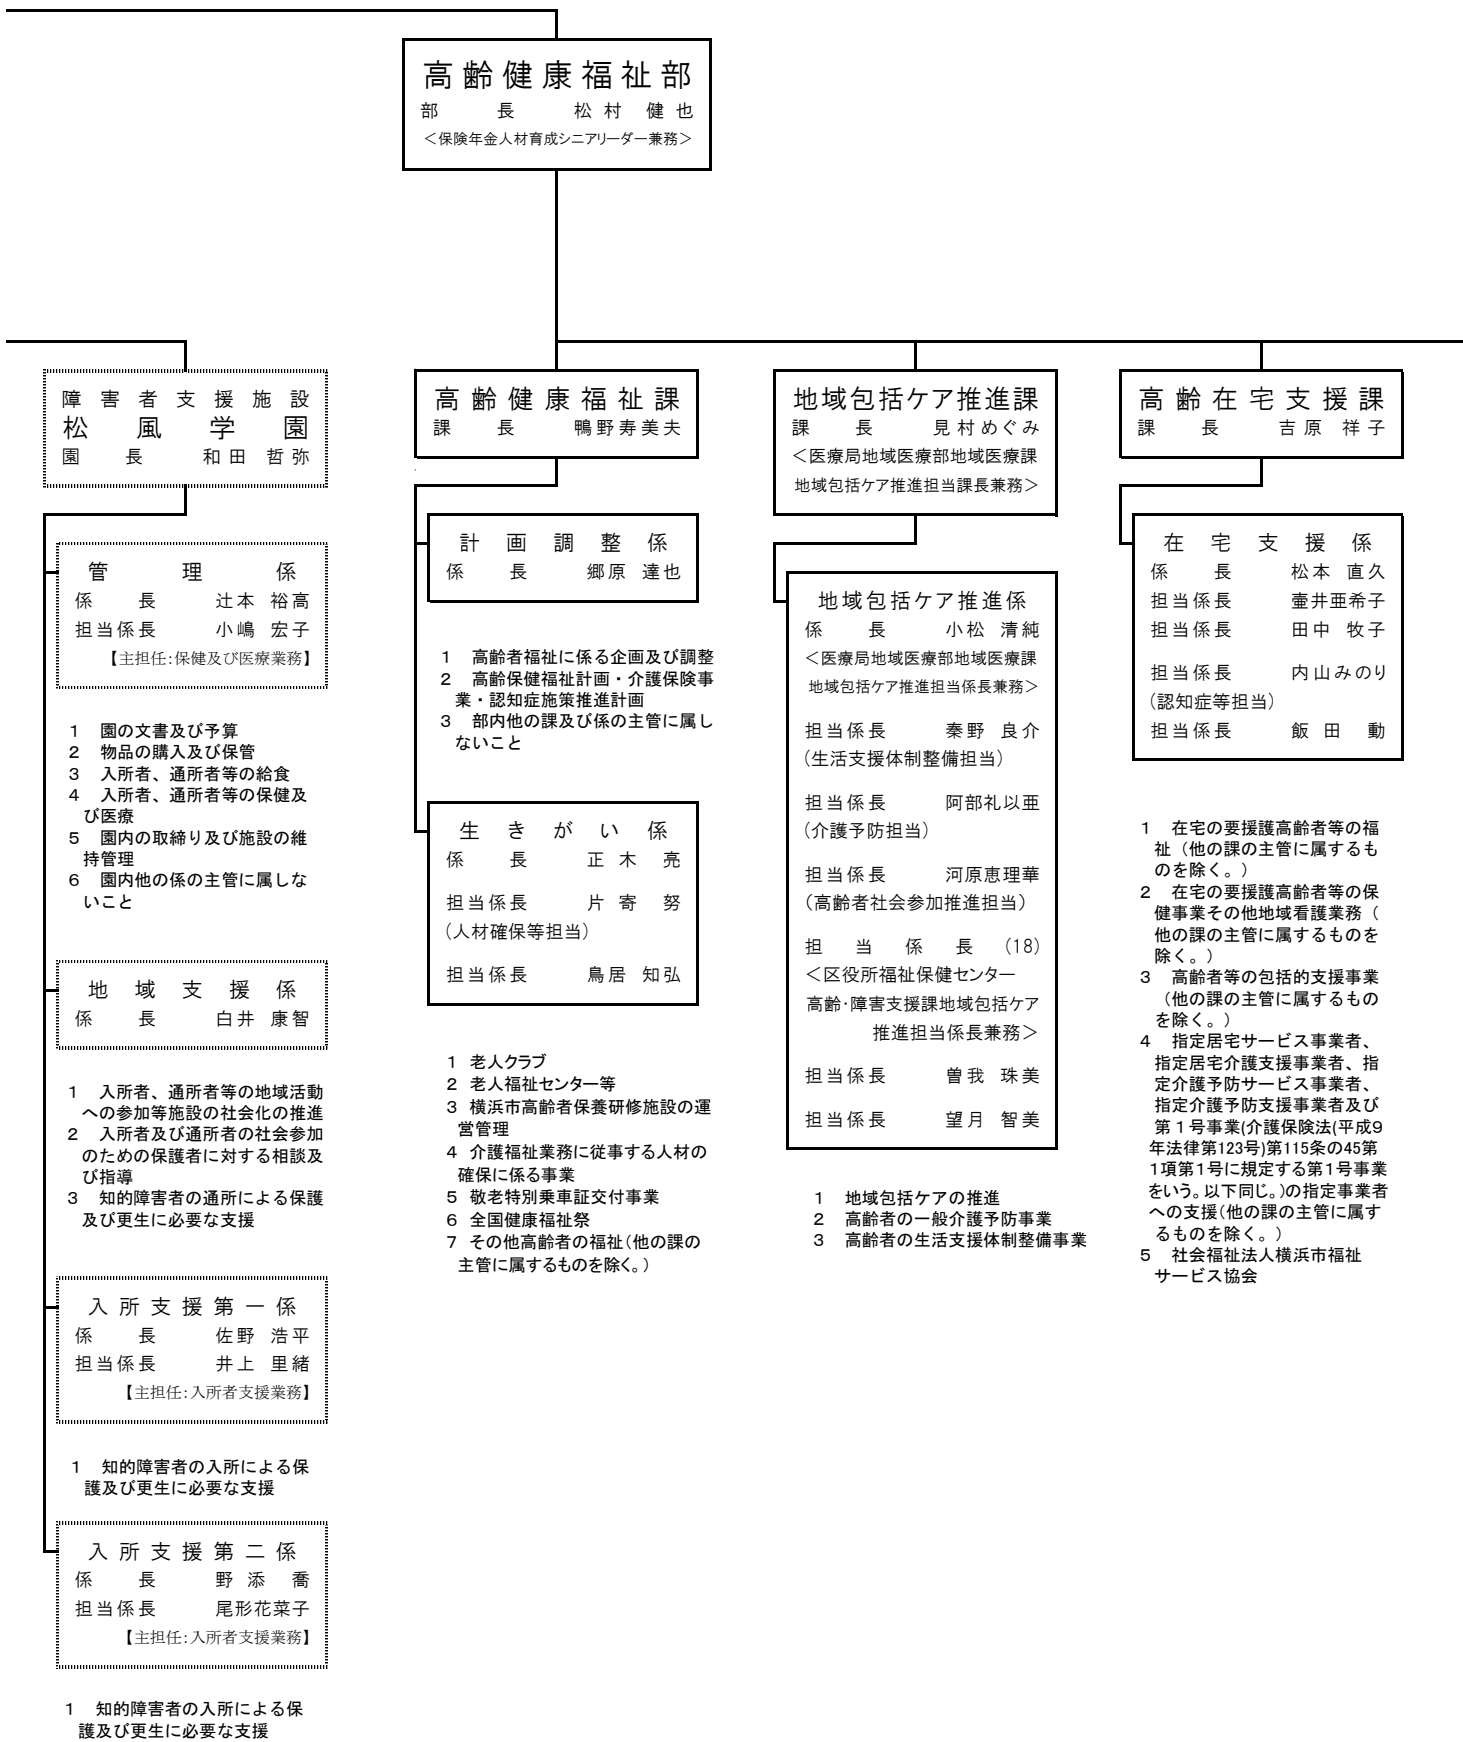 高齢健康福祉部
部長 松村 健也
＜保険年金人材育成シニアリーダー兼務＞
障害者支援施設
松風学園
園長 和田 哲弥
管理係
係長 辻本 裕高
担当係長 小嶋 宏子
【主担任:保健及び医療業務】
1 園の文書及び予算
2 物品の購入及び保管
3 入所者、通所者等の給食
4 入所者、通所者等の保健及
び医療
5 園内の取締り及び施設の維
持管理
6 園内他の係の主管に属しな
いこと
地域支援係
係長 白井 康智
1 入所者、通所者等の地域活動
への参加等施設の社会化の推進
2 入所者及び通所者の社会参加
のための保護者に対する相談及
び指導
3 知的障害者の通所による保護
及び更生に必要な支援
入所支援第一係
係長 佐野 浩平
担当係長 井上 里緒
【主担任:入所者支援業務】
1 知的障害者の入所による保
護及び更生に必要な支援
入所支援第二係
係長 野添 喬
担当係長 尾形花菜子
【主担任:入所者支援業務】
1 知的障害者の入所による保
護及び更生に必要な支援
高齢健康福祉課
課長 鴨野寿美夫
計画調整係
係長 郷原 達也
1 高齢者福祉に係る企画及び調整
2 高齢保健福祉計画・介護保険事
業・認知症施策推進計画
3 部内他の課及び係の主管に属し
ないこと
生きがい係
係長 正木 亮
担当係長 片寄 努
(人材確保等担当)
担当係長 鳥居 知弘
1 老人クラブ
2 老人福祉センター等
3 横浜市高齢者保養研修施設の運
営管理
4 介護福祉業務に従事する人材の
確保に係る事業
5 敬老特別乗車証交付事業
6 全国健康福祉祭
7 その他高齢者の福祉(他の課の
主管に属するものを除く。)
地域包括ケア推進課
課長 見村めぐみ
＜医療局地域医療部地域医療課
地域包括ケア推進担当課長兼務＞
地域包括ケア推進係
係長 小松 清純
＜医療局地域医療部地域医療課
地域包括ケア推進担当係長兼務＞
担当係長 秦野 良介
(生活支援体制整備担当)
担当係長 阿部礼以亜
(介護予防担当)
担当係長 河原恵理華
(高齢者社会参加推進担当)
担当係長 (18)
＜区役所福祉保健センター
高齢・障害支援課地域包括ケア
推進担当係長兼務＞
担当係長 曽我 珠美
担当係長 望月 智美
1 地域包括ケアの推進
2 高齢者の一般介護予防事業
3 高齢者の生活支援体制整備事業
高齢在宅支援課
課長 吉原 祥子
在宅支援係
係長 松本 直久
担当係長 壷井亜希子
担当係長 田中 牧子
担当係長 内山みのり
(認知症等担当)
担当係長 飯田 動
1 在宅の要援護高齢者等の福
祉（他の課の主管に属するも
のを除く。）
2 在宅の要援護高齢者等の保
健事業その他地域看護業務（
他の課の主管に属するものを
除く。）
3 高齢者等の包括的支援事業
（他の課の主管に属するもの
を除く。）
4 指定居宅サービス事業者、
指定居宅介護支援事業者、指
定介護予防サービス事業者、
指定介護予防支援事業者及び
第１号事業(介護保険法(平成９
年法律第123号)第115条の45第
1項第1号に規定する第1号事業
をいう。以下同じ。)の指定事業者
への支援(他の課の主管に属す
るものを除く。）
5 社会福祉法人横浜市福祉
サービス協会